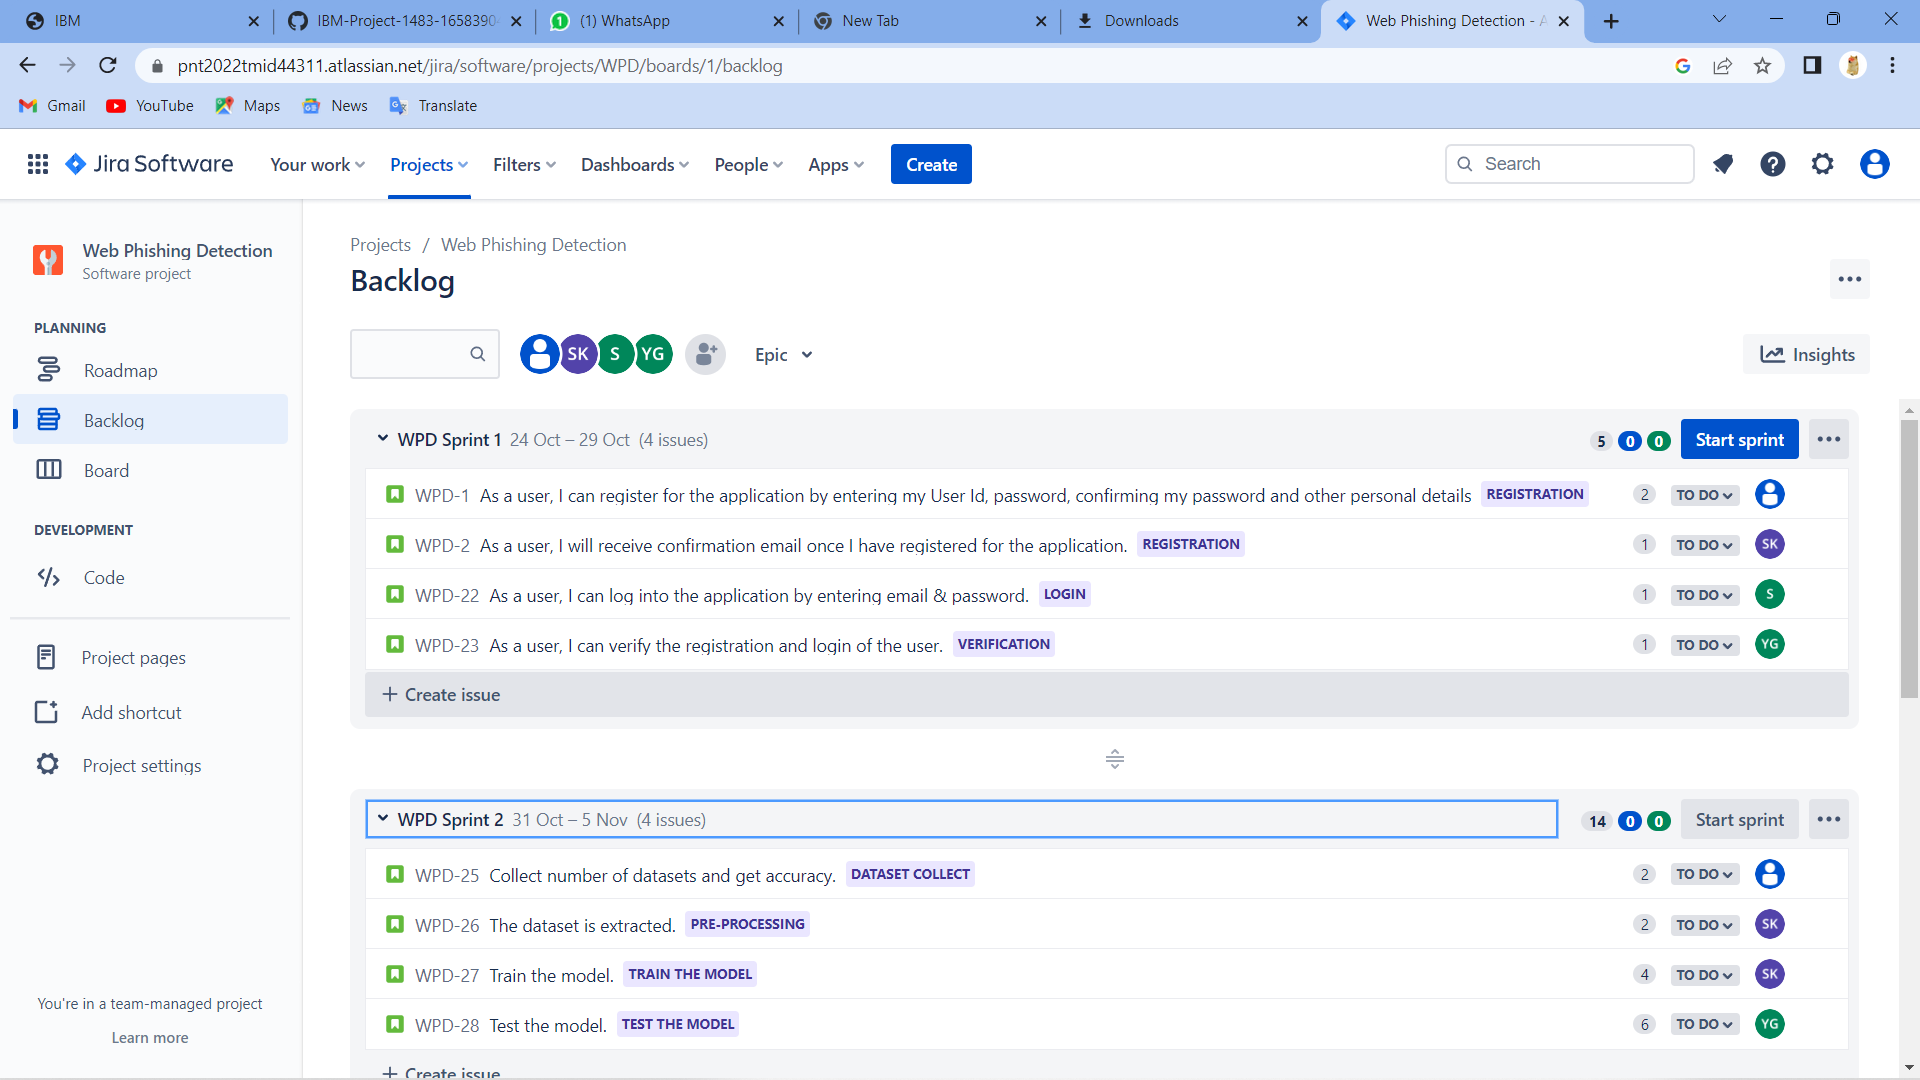 IBM
IBM-Project-1483-1658390
(1) WhatsApp
New Tab
Downloads
Web Phishing Detection - A
pnt2022tmid44311.atlassian.net/jira/software/projects/WPD/boards/1/backlog
Gmail YouTube Maps News Translate
Jira Software Your work Projects Filters Dashboards People Apps Create Search
Web Phishing Detection
Software project
PLANNING
Roadmap
Backlog
Board
DEVELOPMENT
Code
Project pages
Add shortcut
Project settings
You're in a team-managed project
Learn more
Projects / Web Phishing Detection
Backlog
SK S YG Epic Insights
WPD Sprint 1 24 Oct – 29 Oct (4 issues) 5 0 0 Start sprint
WPD-1 As a user, I can register for the application by entering my User Id, password, confirming my password and other personal details REGISTRATION 2 TO DO
WPD-2 As a user, I will receive confirmation email once I have registered for the application. REGISTRATION 1 TO DO SK
WPD-22 As a user, I can log into the application by entering email & password. LOGIN 1 TO DO S
WPD-23 As a user, I can verify the registration and login of the user. VERIFICATION 1 TO DO YG
+ Create issue
WPD Sprint 2 31 Oct – 5 Nov (4 issues) 14 0 0 Start sprint
WPD-25 Collect number of datasets and get accuracy. DATASET COLLECT 2 TO DO
WPD-26 The dataset is extracted. PRE-PROCESSING 2 TO DO SK
WPD-27 Train the model. TRAIN THE MODEL 4 TO DO SK
WPD-28 Test the model. TEST THE MODEL 6 TO DO YG
+ Create issue